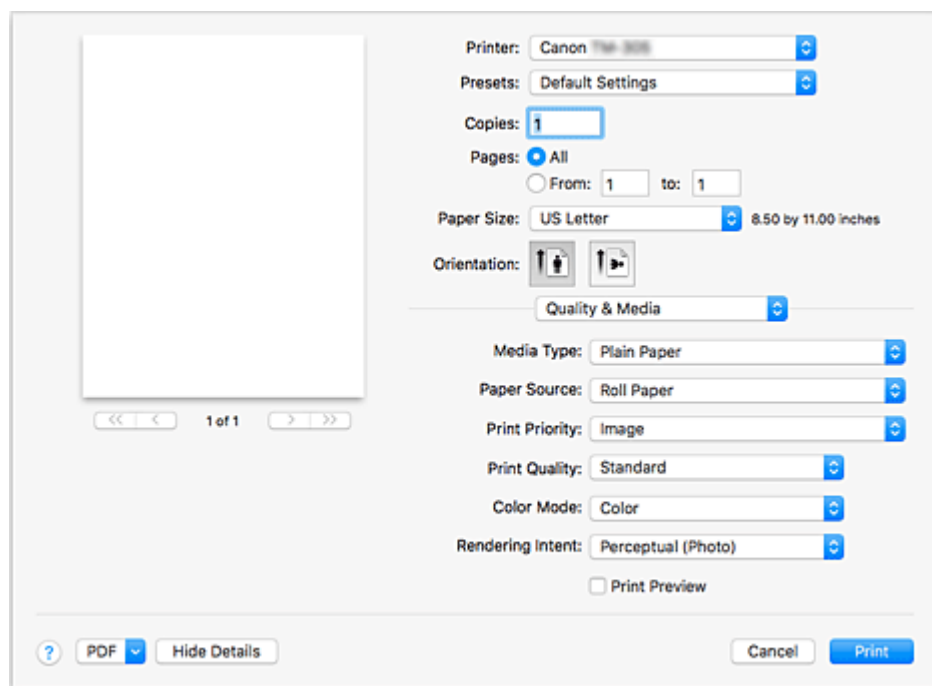 Printer: Canon
Presets: Default Settings
Copies: 1
Pages: All
From: 1 to: 1
Paper Size: US Letter 8.50 by 11.00 inches
Orientation:
Quality & Media
Media Type: Plain Paper
Paper Source: Roll Paper
Print Priority: Image
Print Quality: Standard
Color Mode: Color
Rendering Intent: Perceptual (Photo)
Print Preview
<< < 1 of 1 > >>
? PDF Hide Details Cancel Print